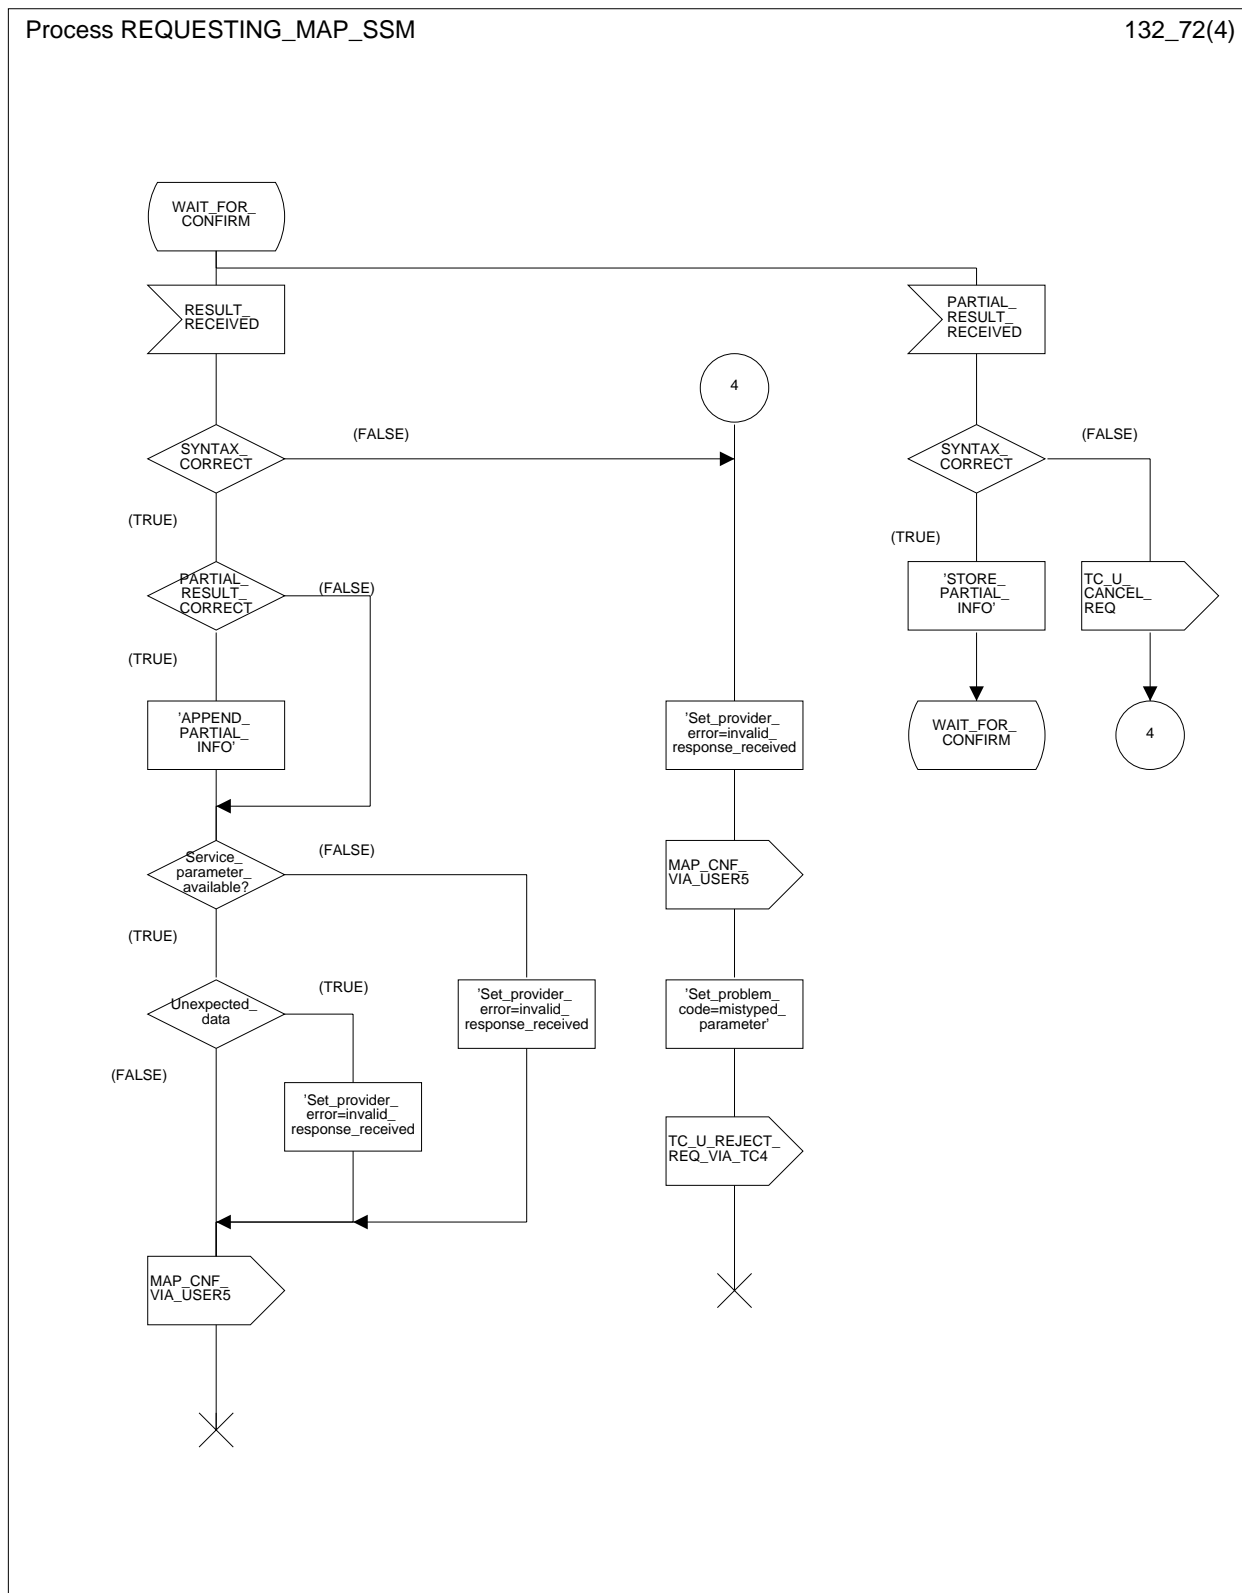 Process REQUESTING_MAP_SSM
132_72(4)
WAIT_FOR_
CONFIRM
RESULT_
RECEIVED
PARTIAL_
RESULT_
RECEIVED
4
SYNTAX_
CORRECT
(FALSE)
SYNTAX_
CORRECT
(FALSE)
(TRUE)
(TRUE)
PARTIAL_
RESULT_
CORRECT
(FALSE)
'STORE_
PARTIAL_
INFO'
TC_U_
CANCEL_
REQ
(TRUE)
'APPEND_
PARTIAL_
INFO'
'Set_provider_
error=invalid_
response_received
WAIT_FOR_
CONFIRM
4
Service_
parameter_
available?
(FALSE)
MAP_CNF_
VIA_USER5
(TRUE)
Unexpected_
data
(TRUE)
'Set_provider_
error=invalid_
response_received
'Set_problem_
code=mistyped_
parameter'
(FALSE)
'Set_provider_
error=invalid_
response_received
TC_U_REJECT_
REQ_VIA_TC4
MAP_CNF_
VIA_USER5